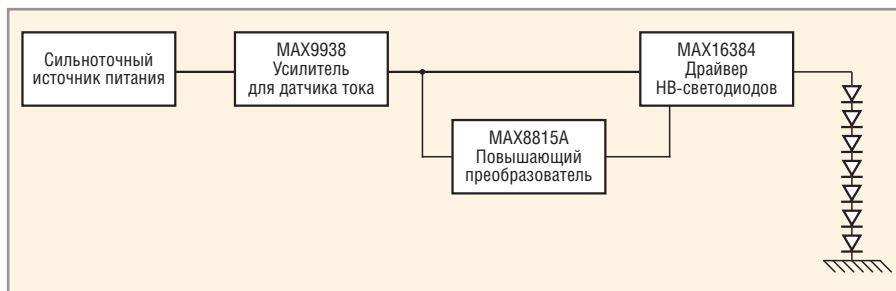 Сильноточный
источник питания
MAX9938
Усилитель
для датчика тока
MAX16384
Драйвер
НВ-светодиодов
MAX8815A
Повышающий
преобразователь